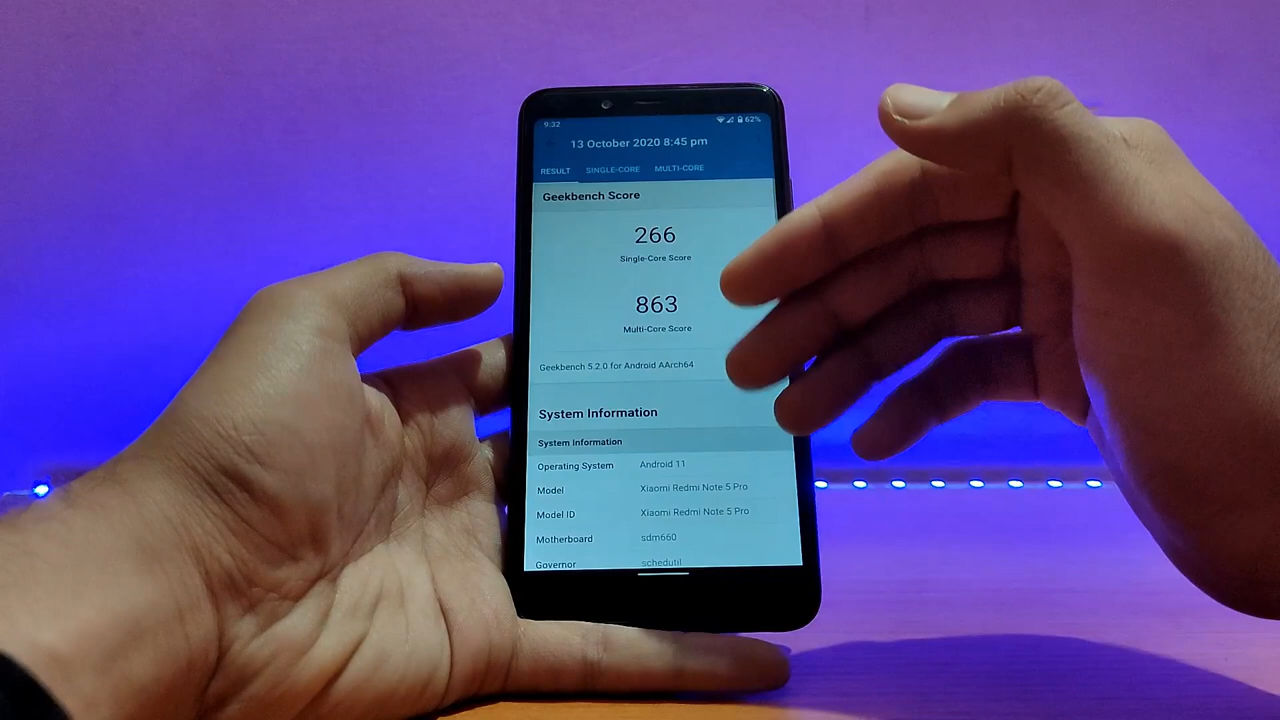 9:32 62%
13 October 2020 8:45 pm
RESULT SINGLE-CORE MULTI-CORE
Geekbench Score
266
Single-Core Score
863
Multi-Core Score
Geekbench 5.2.0 for Android AArch64
System Information
System Information
Operating System Android 11
Model Xiaomi Redmi Note 5 Pro
Model ID Xiaomi Redmi Note 5 Pro
Motherboard sdm660
Governor schedutil